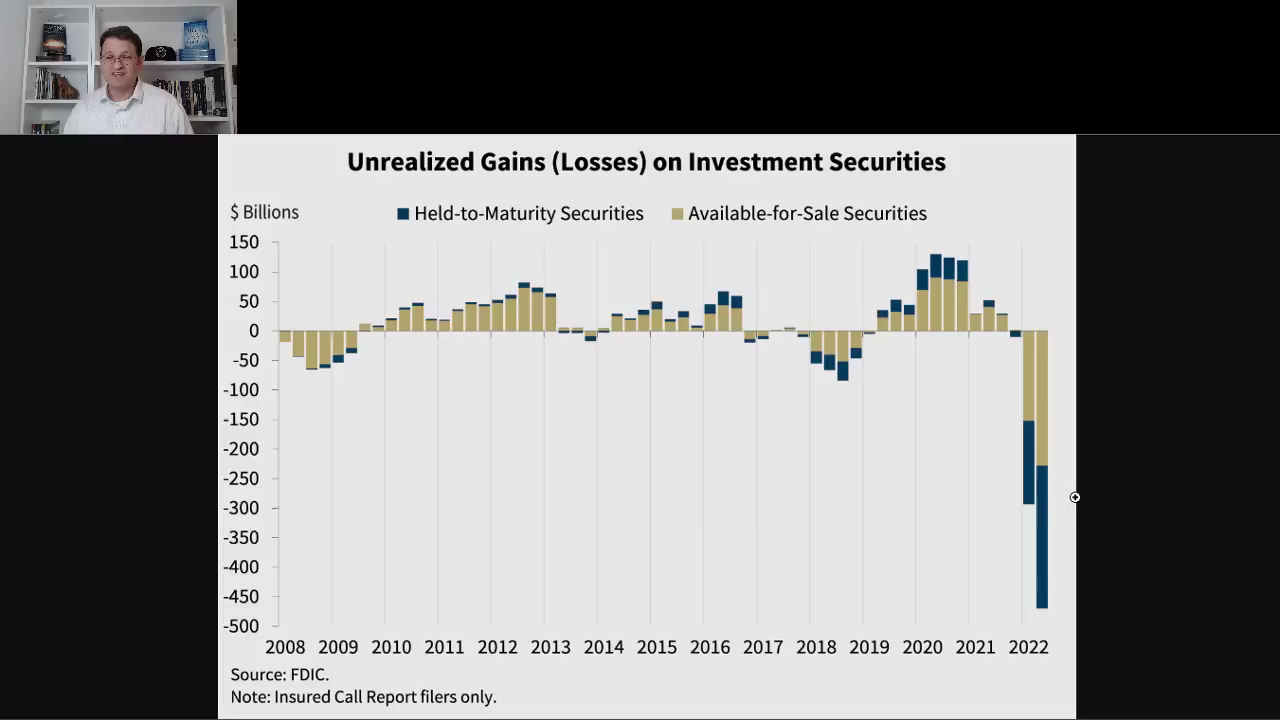 Unrealized Gains (Losses) on Investment Securities
$ Billions
Held-to-Maturity Securities
Available-for-Sale Securities
150
100
50
0
-50
-100
-150
-200
-250
-300
-350
-400
-450
-500
2008 2009 2010 2011 2012 2013 2014 2015 2016 2017 2018 2019 2020 2021 2022
Source: FDIC.
Note: Insured Call Report filers only.